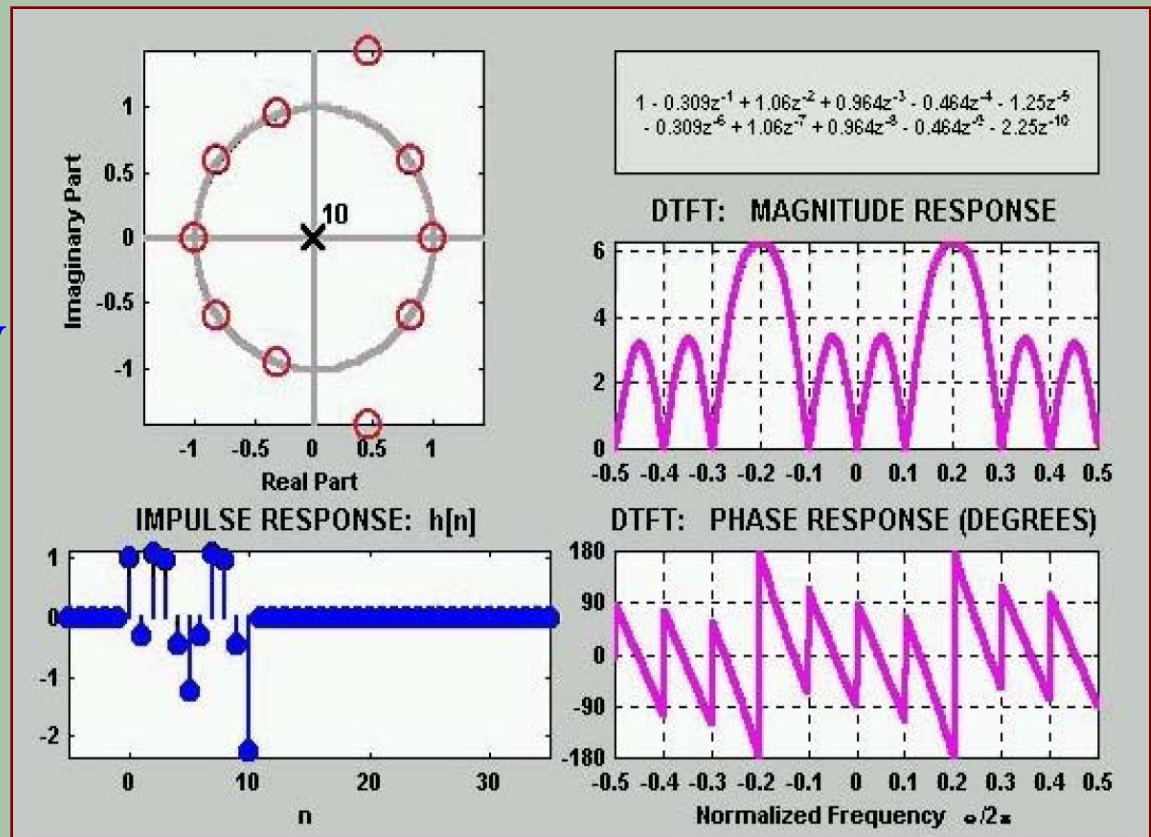 1 - 0.309z⁻¹ + 1.06z⁻² + 0.964z⁻³ - 0.464z⁻⁴ - 1.25z⁻⁵
- 0.309z⁻⁶ + 1.06z⁻⁷ + 0.964z⁻⁸ - 0.464z⁻⁹ - 2.25z⁻¹⁰
Imaginary Part
1
0.5
0
-0.5
-1
10
-1 -0.5 0 0.5 1
Real Part
DTFT: MAGNITUDE RESPONSE
6
4
2
0
-0.5 -0.4 -0.3 -0.2 -0.1 0 0.1 0.2 0.3 0.4 0.5
IMPULSE RESPONSE: h[n]
1
0
-1
-2
0 10 20 30
n
DTFT: PHASE RESPONSE (DEGREES)
180
90
0
-90
-180
-0.5 -0.4 -0.3 -0.2 -0.1 0 0.1 0.2 0.3 0.4 0.5
Normalized Frequency